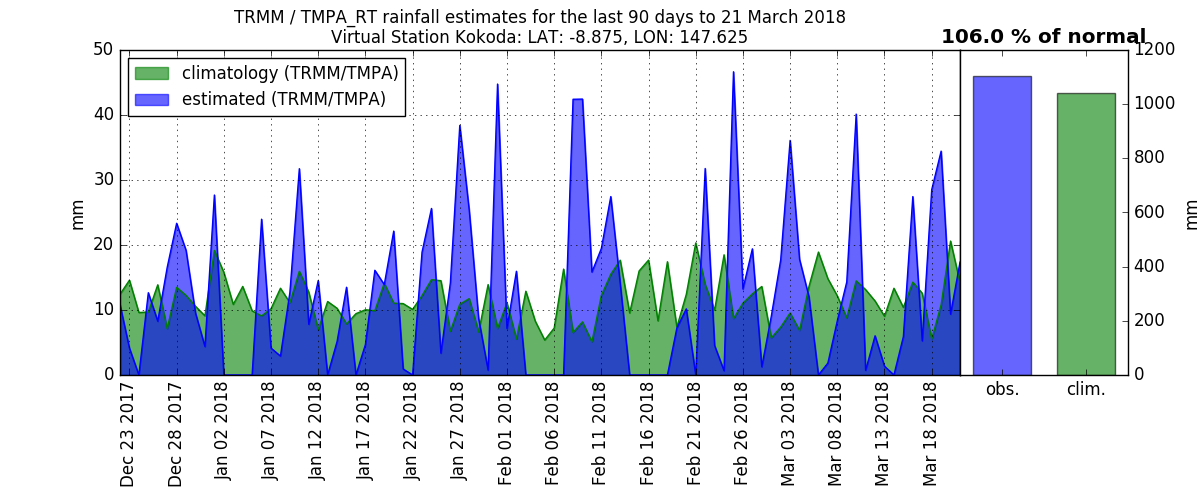 TRMM / TMPA_RT rainfall estimates for the last 90 days to 21 March 2018
Virtual Station Kokoda: LAT: -8.875, LON: 147.625
106.0 % of normal
climatology (TRMM/TMPA)
estimated (TRMM/TMPA)
50
40
30
20
10
0
mm
Dec 23 2017
Dec 28 2017
Jan 02 2018
Jan 07 2018
Jan 12 2018
Jan 17 2018
Jan 22 2018
Jan 27 2018
Feb 01 2018
Feb 06 2018
Feb 11 2018
Feb 16 2018
Feb 21 2018
Feb 26 2018
Mar 03 2018
Mar 08 2018
Mar 13 2018
Mar 18 2018
1200
1000
800
600
400
200
0
mm
obs.
clim.